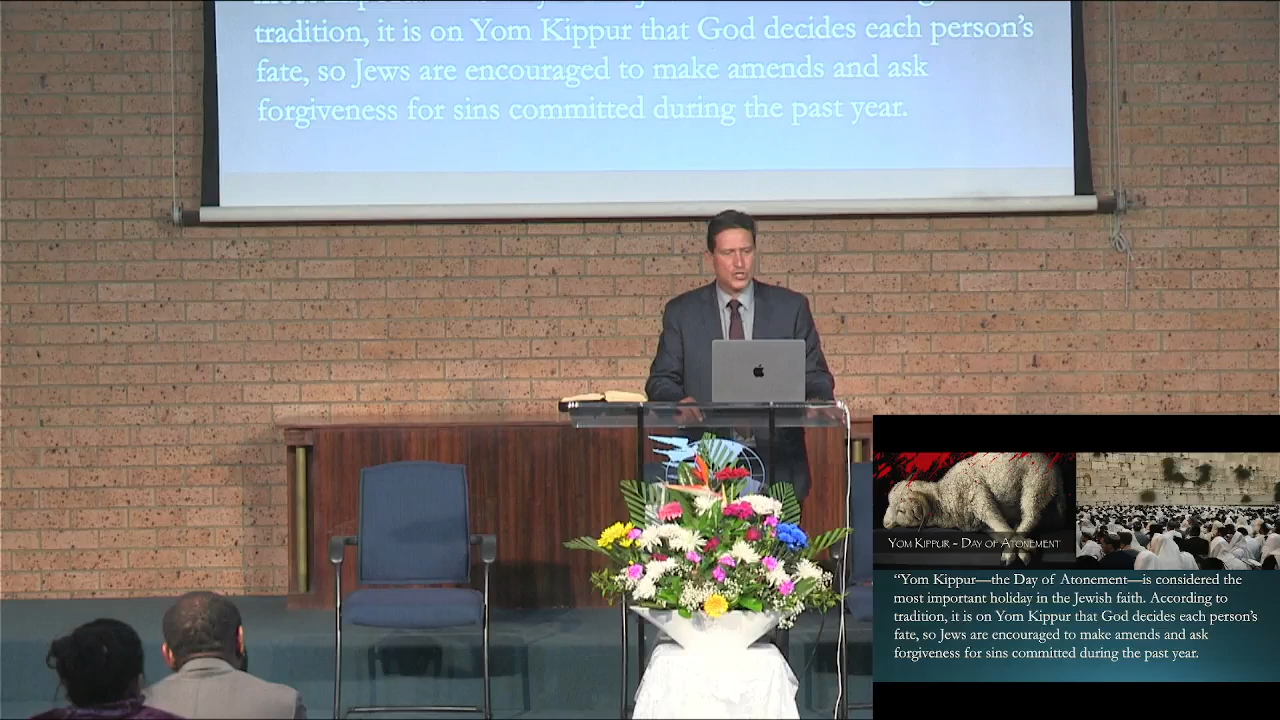 tradition, it is on Yom Kippur that God decides each person's
fate, so Jews are encouraged to make amends and ask
forgiveness for sins committed during the past year.
YOM KIPPUR – DAY OF ATONEMENT
“Yom Kippur—the Day of Atonement—is considered the
most important holiday in the Jewish faith. According to
tradition, it is on Yom Kippur that God decides each person’s
fate, so Jews are encouraged to make amends and ask
forgiveness for sins committed during the past year.